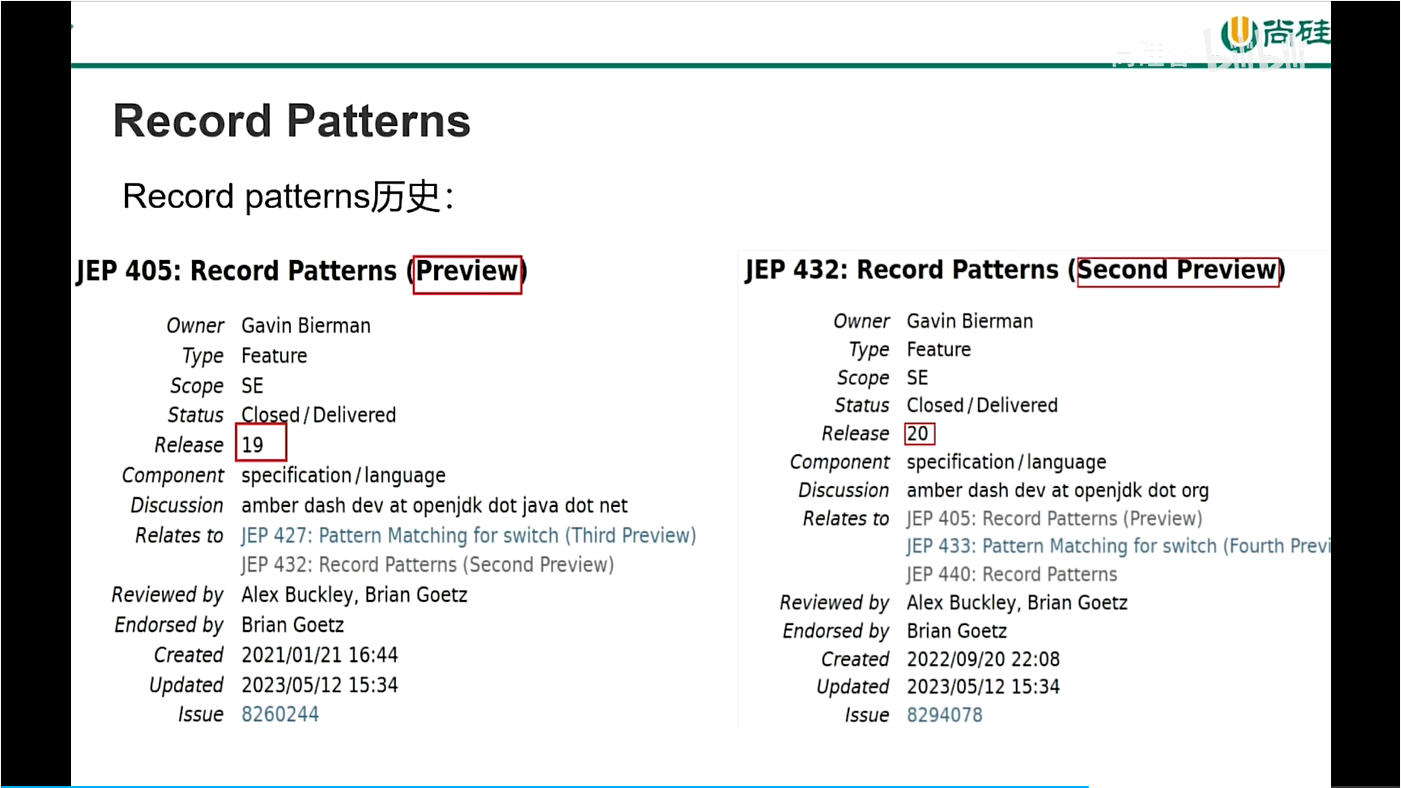 尚硅
Record Patterns
Record patterns历史：
JEP 405: Record Patterns (Preview)
Owner Gavin Bierman
Type Feature
Scope SE
Status Closed / Delivered
Release 19
Component specification / language
Discussion amber dash dev at openjdk dot java dot net
Relates to JEP 427: Pattern Matching for switch (Third Preview)
JEP 432: Record Patterns (Second Preview)
Reviewed by Alex Buckley, Brian Goetz
Endorsed by Brian Goetz
Created 2021/01/21 16:44
Updated 2023/05/12 15:34
Issue 8260244
JEP 432: Record Patterns (Second Preview)
Owner Gavin Bierman
Type Feature
Scope SE
Status Closed / Delivered
Release 20
Component specification / language
Discussion amber dash dev at openjdk dot org
Relates to JEP 405: Record Patterns (Preview)
JEP 433: Pattern Matching for switch (Fourth Previ
JEP 440: Record Patterns
Reviewed by Alex Buckley, Brian Goetz
Endorsed by Brian Goetz
Created 2022/09/20 22:08
Updated 2023/05/12 15:34
Issue 8294078